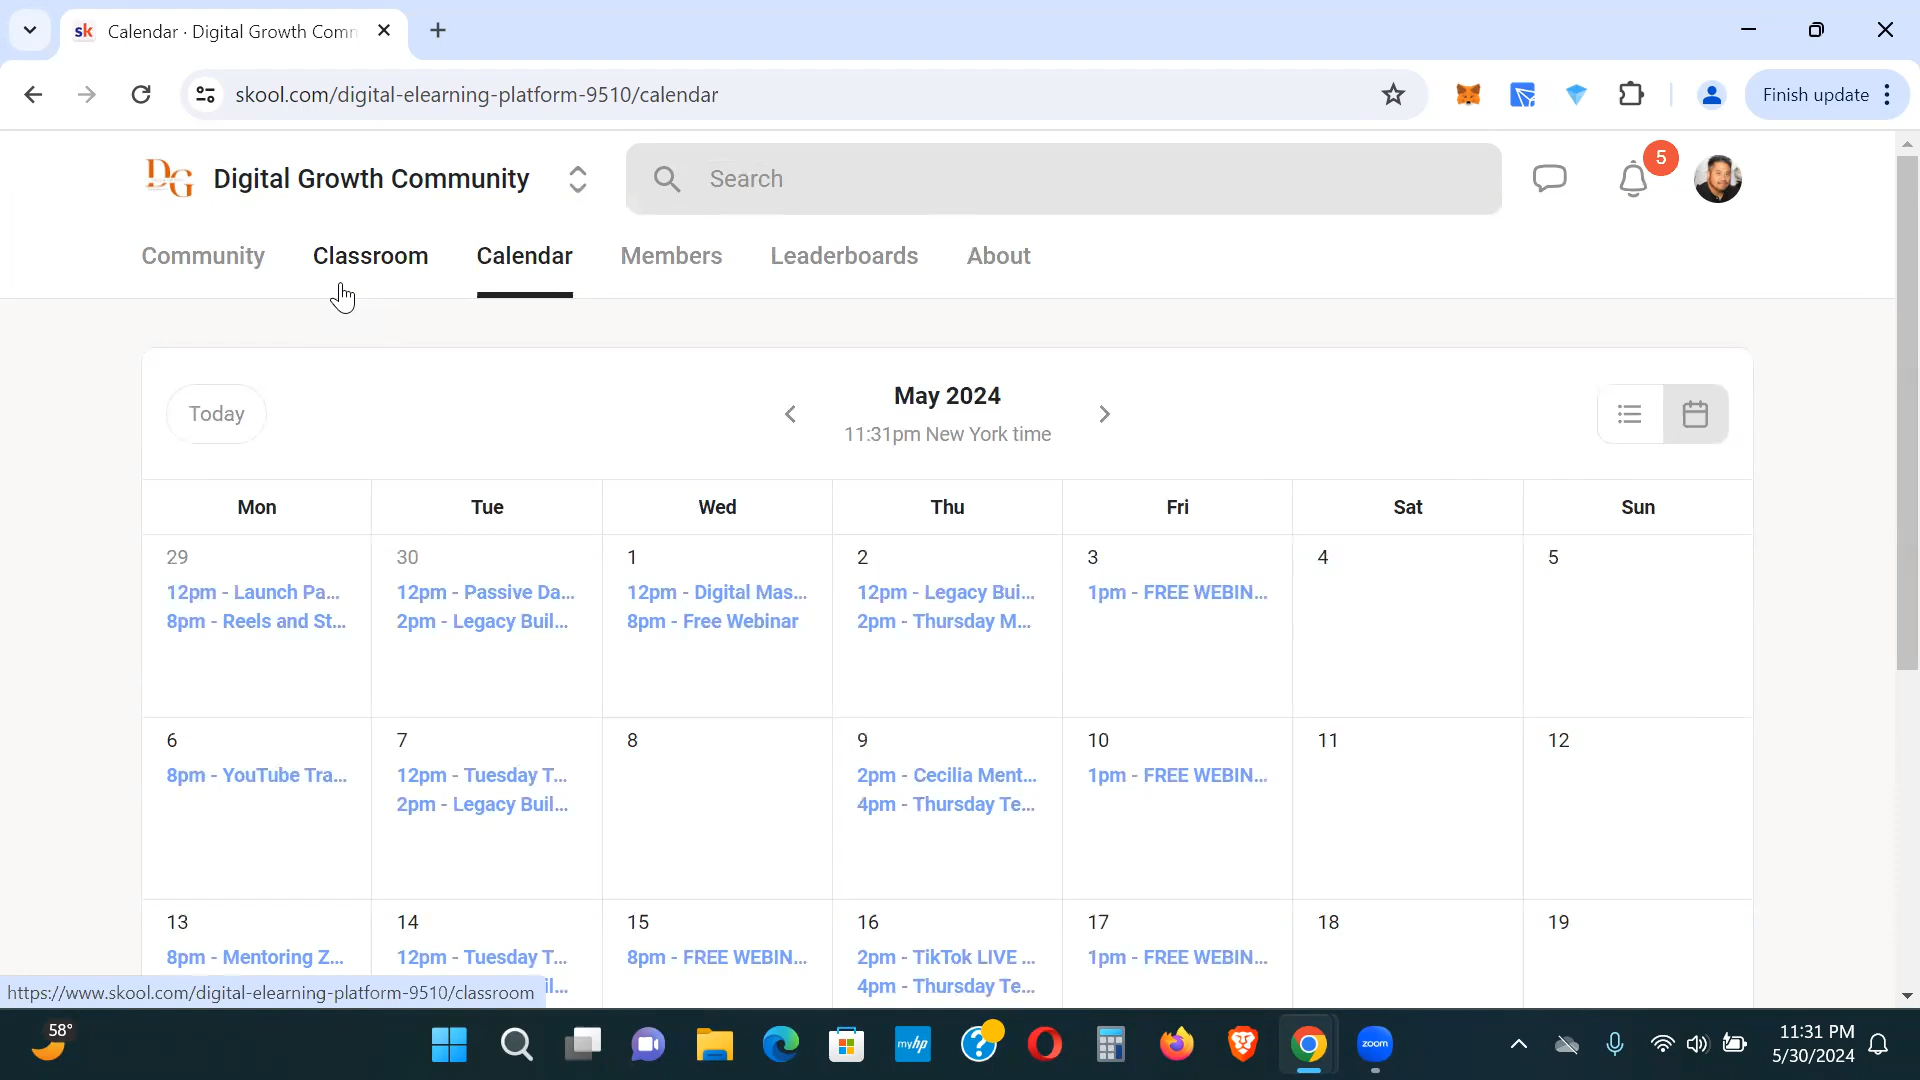 sk Calendar · Digital Growth Comm
skool.com/digital-elearning-platform-9510/calendar
Finish update
DG Digital Growth Community
Search
5
Community Classroom Calendar Members Leaderboards About
Today
May 2024
11:31pm New York time
Mon Tue Wed Thu Fri Sat Sun
29 30 1 2 3 4 5
12pm - Launch Pa... 12pm - Passive Da... 12pm - Digital Mas... 12pm - Legacy Bui... 1pm - FREE WEBIN...
8pm - Reels and St... 2pm - Legacy Buil... 8pm - Free Webinar 2pm - Thursday M...
6 7 8 9 10 11 12
8pm - YouTube Tra... 12pm - Tuesday T... 2pm - Cecilia Ment... 1pm - FREE WEBIN...
2pm - Legacy Buil... 4pm - Thursday Te...
13 14 15 16 17 18 19
8pm - Mentoring Z... 12pm - Tuesday T... 8pm - FREE WEBIN... 2pm - TikTok LIVE ... 1pm - FREE WEBIN...
il... 4pm - Thursday Te...
https://www.skool.com/digital-elearning-platform-9510/classroom
58°
myhp
zoom
11:31 PM
5/30/2024